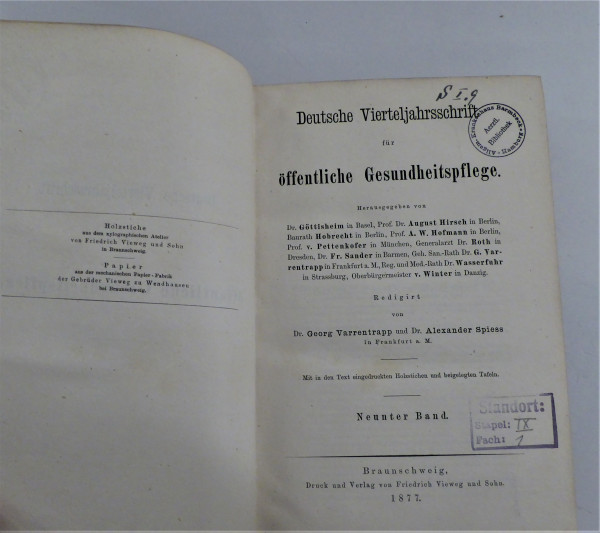 Holzstiche
aus dem xylographischen Atelier
von Friedrich Vieweg und Sohn
in Braunschweig.
Papier
aus der mechanischen Papier-Fabrik
der Gebrüder Vieweg zu Wendhausen
bei Braunschweig.
S I. 9
Deutsche Vierteljahrsschrift
für
öffentliche Gesundheitspflege.
Allgem. Krankenhaus Barmbeck-Hamburg
Aerztl.
Bibliothek
Herausgegeben von
Dr. Göttisheim in Basel, Prof. Dr. August Hirsch in Berlin,
Baurath Hobrecht in Berlin, Prof. A. W. Hofmann in Berlin,
Prof. v. Pettenkofer in München, Generalarzt Dr. Roth in
Dresden, Dr. Fr. Sander in Barmen, Geh. San.-Rath Dr. G. Var-
rentrapp in Frankfurt a. M., Reg. und Med.-Rath Dr. Wasserfuhr
in Strassburg, Oberbürgermeister v. Winter in Danzig.
Redigirt
von
Dr. Georg Varrentrapp und Dr. Alexander Spiess
in Frankfurt a. M.
Mit in den Text eingedruckten Holzstichen und beigelegten Tafeln.
Neunter Band.
Standort:
Stapel: IX
Fach: 1
Braunschweig,
Druck und Verlag von Friedrich Vieweg und Sohn.
1877.